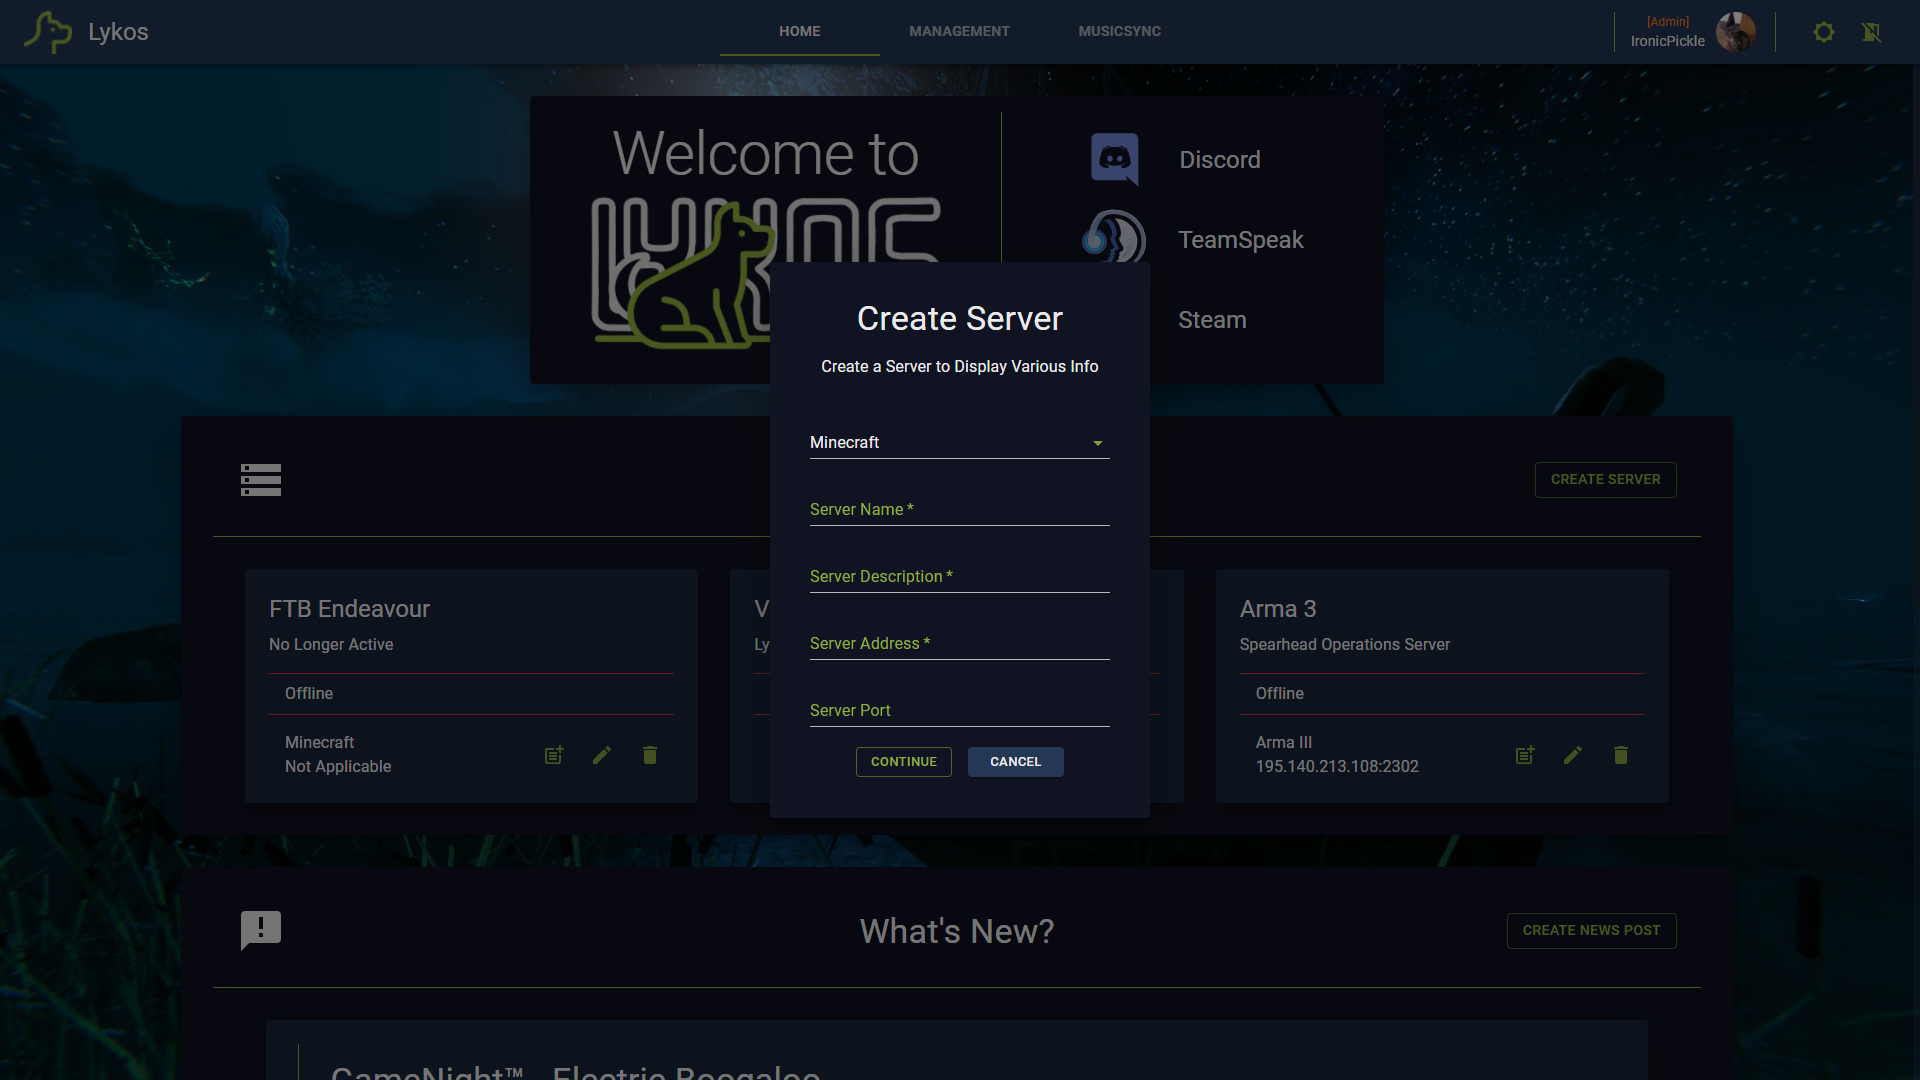 Lykos
HOME
MANAGEMENT
MUSICSYNC
[Admin]
IronicPickle
Welcome to
Discord
TeamSpeak
Steam
Create Server
Create a Server to Display Various Info
Minecraft
Server Name *
Server Description *
Server Address *
Server Port
CONTINUE
CANCEL
CREATE SERVER
FTB Endeavour
No Longer Active
Offline
Minecraft
Not Applicable
V
Ly
Arma 3
Spearhead Operations Server
Offline
Arma III
195.140.213.108:2302
What's New?
CREATE NEWS POST
GameNight™ - Electric Boogaloo